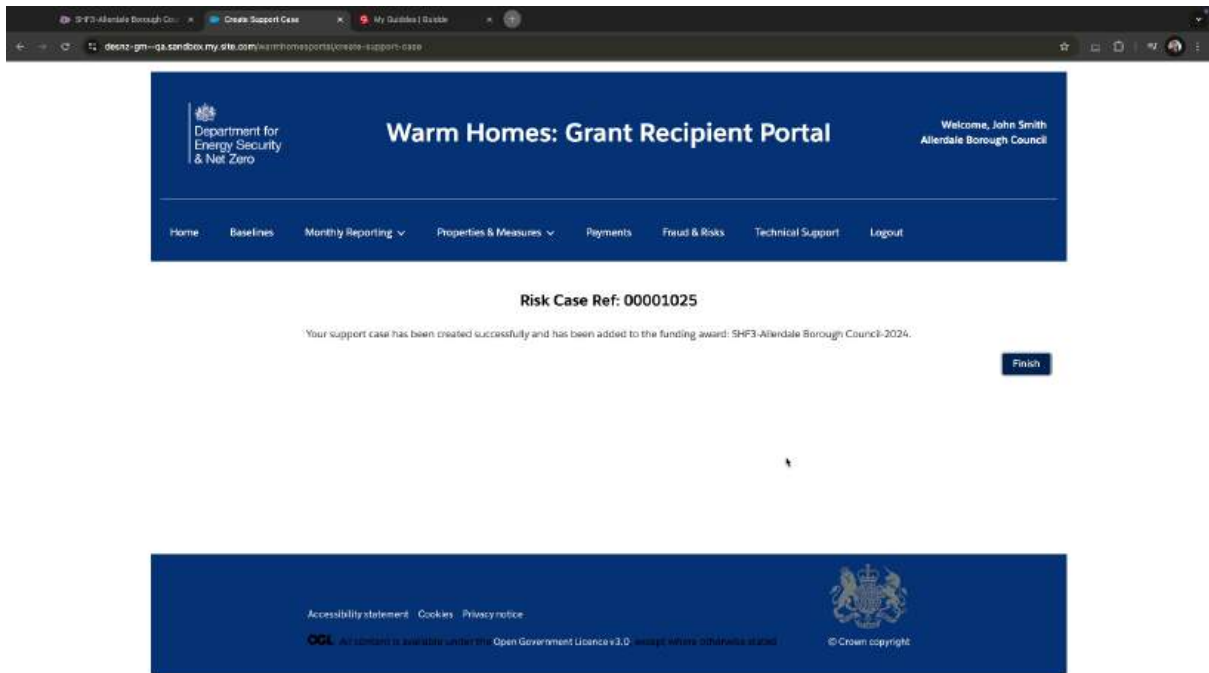 SHF3-Allerdale Borough Cou
Create Support Case
My Guidde | Guidde
desnz-gm--qa.sandbox.my.site.com/warmhomesportal/create-support-case
Department for
Energy Security
& Net Zero
Warm Homes: Grant Recipient Portal
Welcome, John Smith
Allerdale Borough Council
Home Baselines Monthly Reporting Properties & Measures Payments Fraud & Risks Technical Support Logout
Risk Case Ref: 00001025
Your support case has been created successfully and has been added to the funding award: SHF3-Allerdale Borough Council-2024.
Finish
Accessibility statement Cookies Privacy notice
OGL All content is available under the Open Government Licence v3.0, except where otherwise stated
© Crown copyright